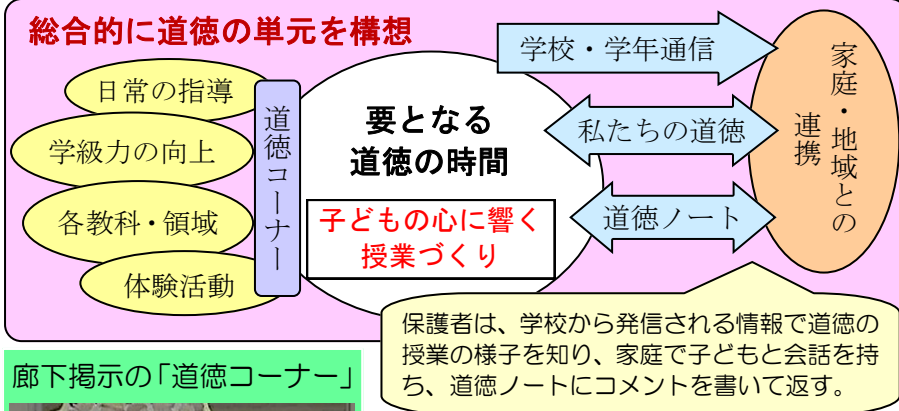 総合的に道徳の単元を構想
日常の指導
学級力の向上
各教科・領域
体験活動
道徳コーナー
要となる
道徳の時間
子どもの心に響く
授業づくり
学校・学年通信
私たちの道徳
道徳ノート
家庭・地域との
連携
保護者は、学校から発信される情報で道徳の
授業の様子を知り、家庭で子どもと会話を持
ち、道徳ノートにコメントを書いて返す。
廊下掲示の「道徳コーナー」